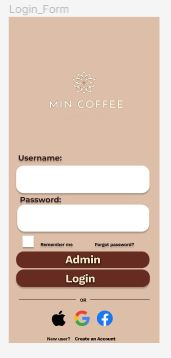 Login_Form
MIN COFFEE
Username:
Password:
Remember me Forgot password?
Admin
Login
OR
New user? Create an Account